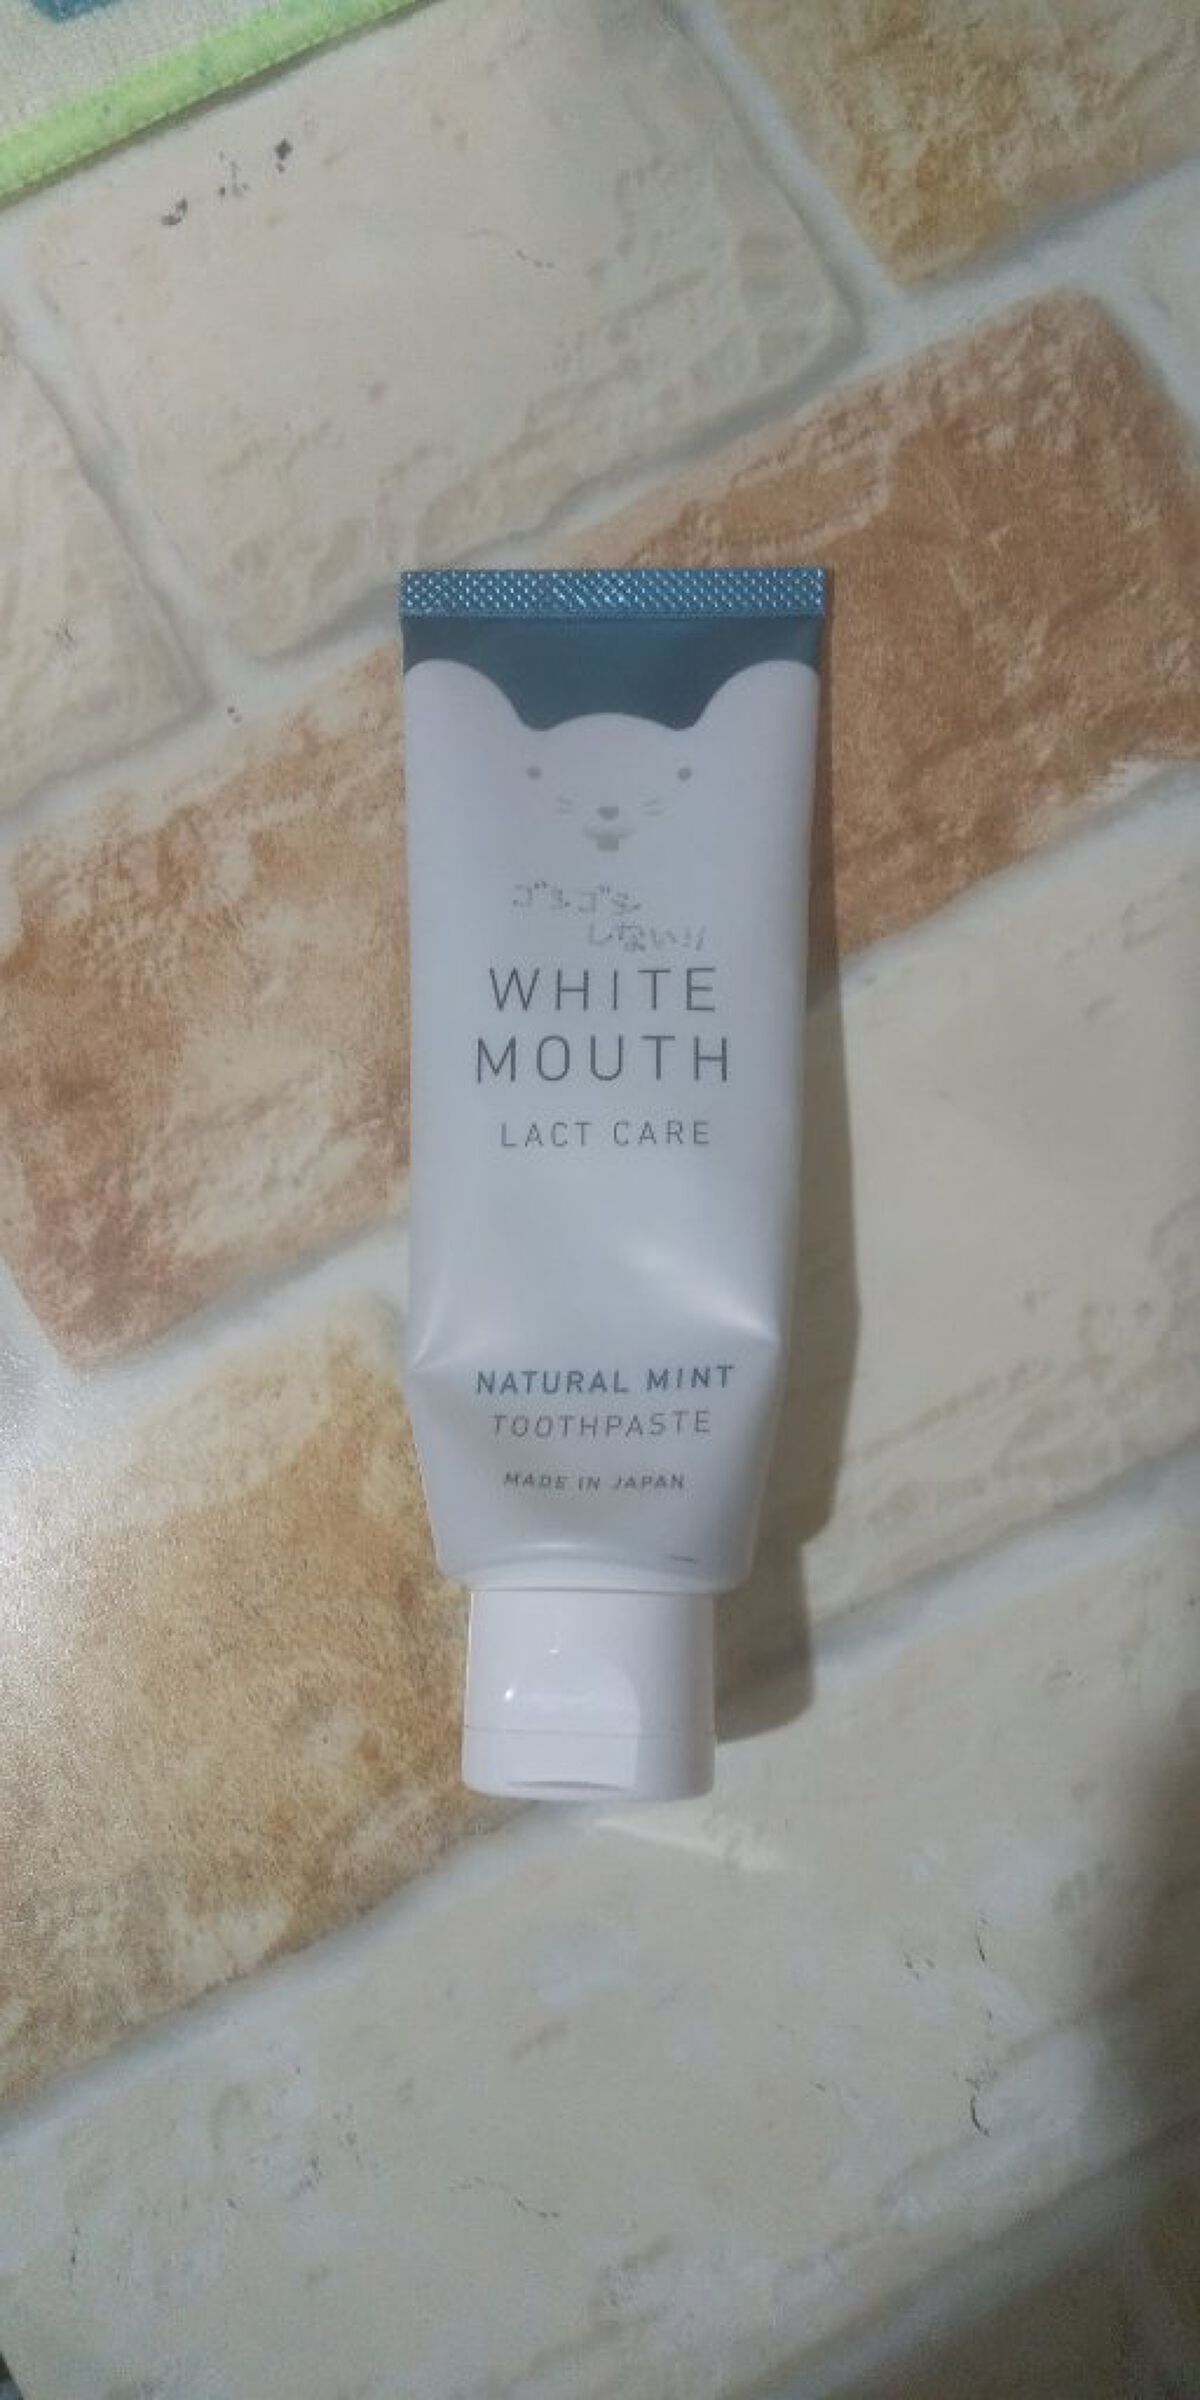 ゴシゴシ
しない!!
WHITE
MOUTH
LACT CARE
NATURAL MINT
TOOTHPASTE
MADE IN JAPAN